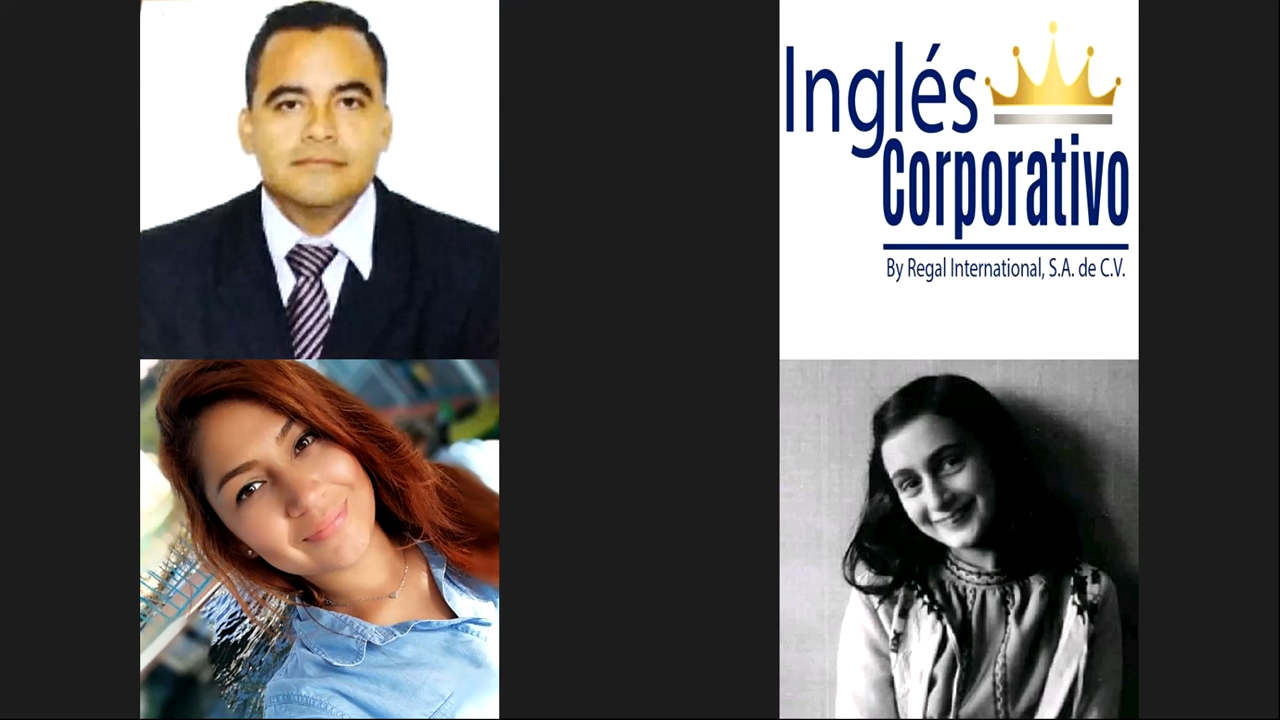 Inglés
Corporativo
By Regal International, S.A. de C.V.